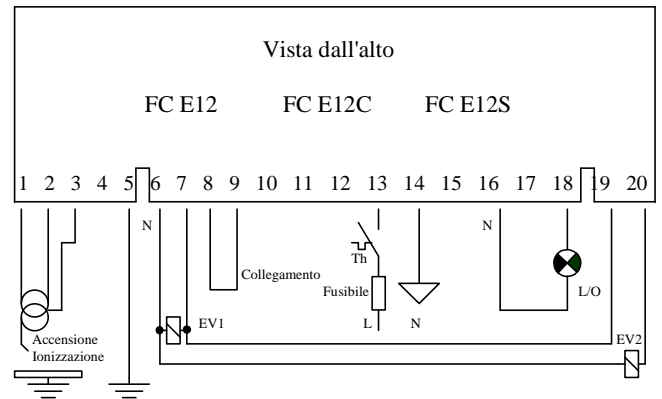 Vista dall'alto
FC E12 FC E12C FC E12S
1 2 3 4 5 6 7 8 9 10 11 12 13 14 15 16 17 18 19 20
N N
Th
Collegamento
Fusibile L/O
EV1 L N
Accensione EV2
Ionizzazione